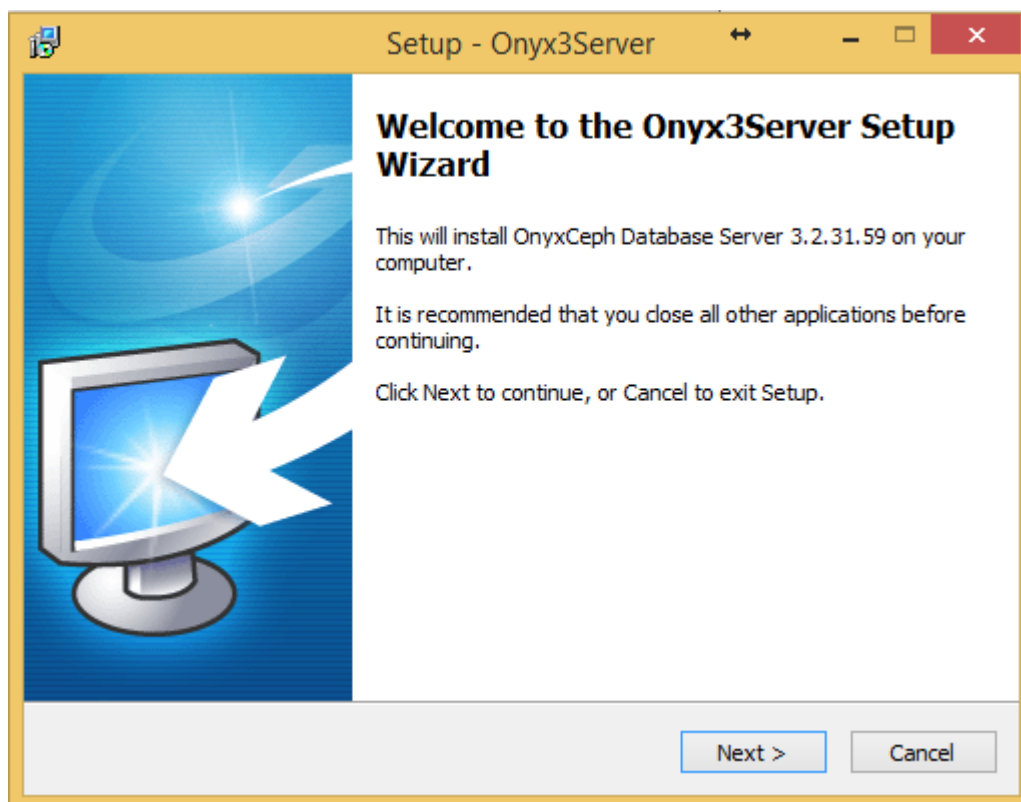 Setup - Onyx3Server
Welcome to the Onyx3Server Setup
Wizard
This will install OnyxCeph Database Server 3.2.31.59 on your
computer.
It is recommended that you close all other applications before
continuing.
Click Next to continue, or Cancel to exit Setup.
Next >
Cancel